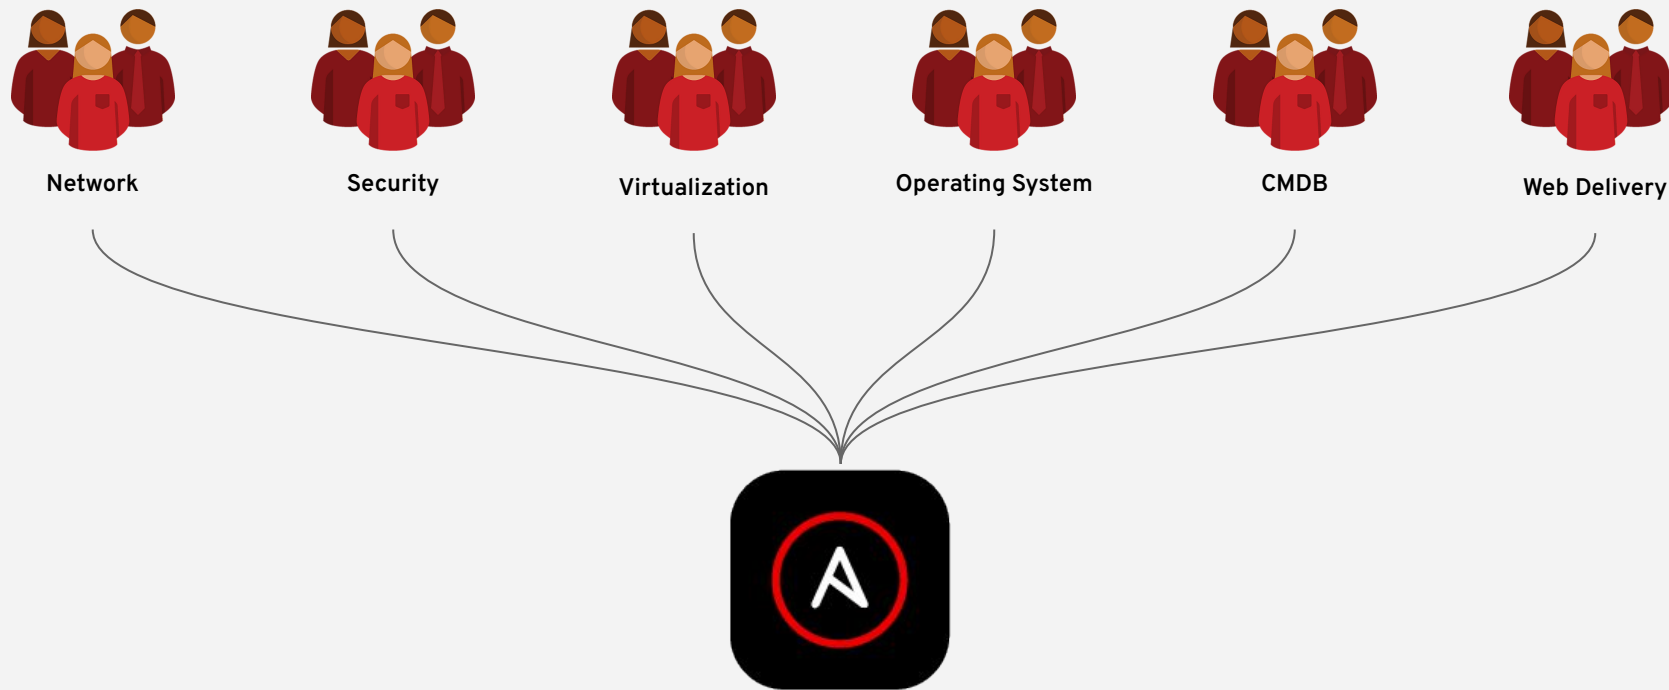 Network
Security
Virtualization
Operating System
CMDB
Web Delivery